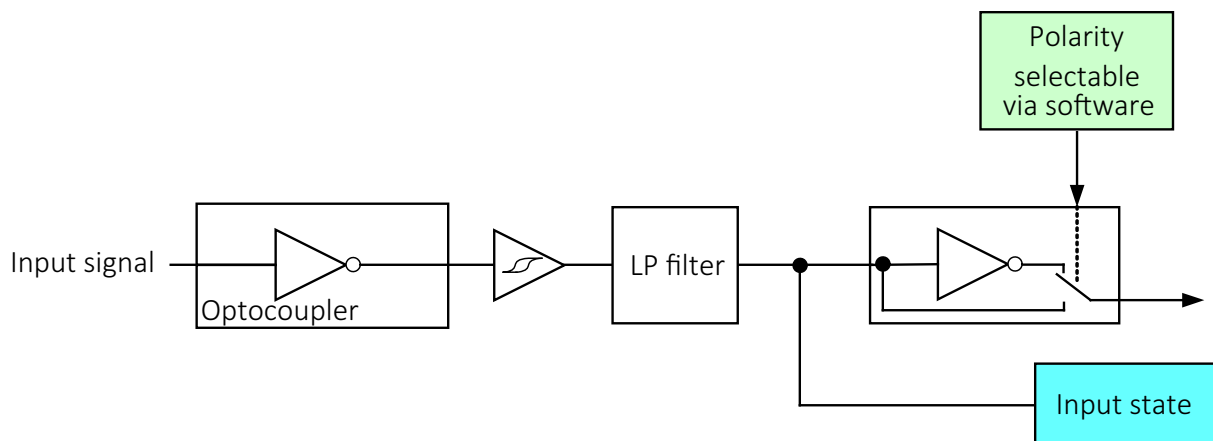 Polarity
selectable
via software
Input signal
Optocoupler
LP filter
Input state